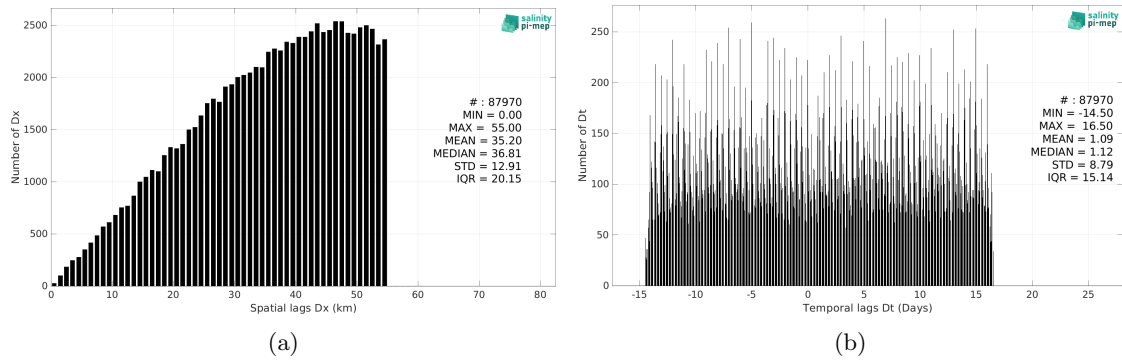 salinity
pi-mep
2500
2000
1500
1000
500
0
Number of Dx
# : 87970
MIN = 0.00
MAX = 55.00
MEAN = 35.20
MEDIAN = 36.81
STD = 12.91
IQR = 20.15
0 10 20 30 40 50 60 70 80
Spatial lags Dx (km)
(a)
salinity
pi-mep
250
200
150
100
50
0
Number of Dt
# : 87970
MIN = -14.50
MAX = 16.50
MEAN = 1.09
MEDIAN = 1.12
STD = 8.79
IQR = 15.14
-15 -10 -5 0 5 10 15 20 25
Temporal lags Dt (Days)
(b)